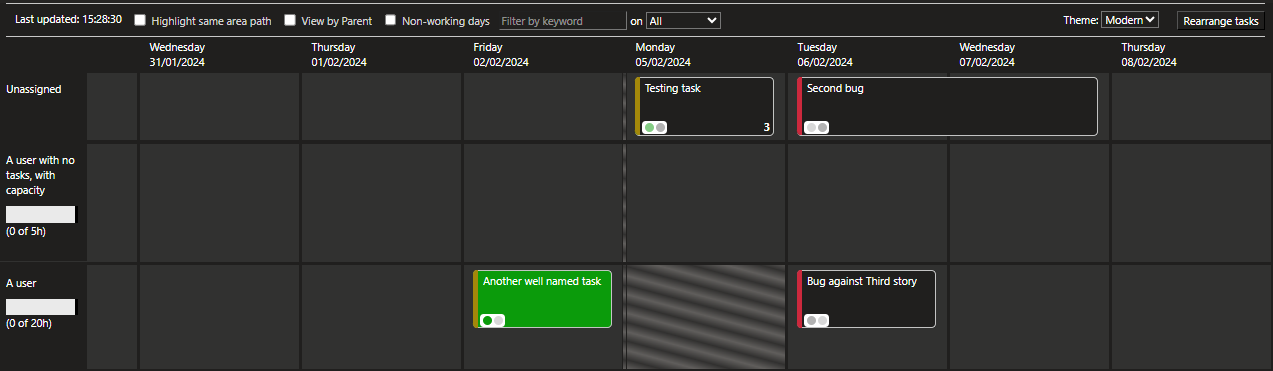 Last updated: 15:28:30 Highlight same area path View by Parent Non-working days Filter by keyword on All Theme: Modern Rearrange tasks
Wednesday Thursday Friday Monday Tuesday Wednesday Thursday
31/01/2024 01/02/2024 02/02/2024 05/02/2024 06/02/2024 07/02/2024 08/02/2024
Unassigned Testing task Second bug
3
A user with no
tasks, with
capacity
(0 of 5h)
A user Another well named task Bug against Third story
(0 of 20h)